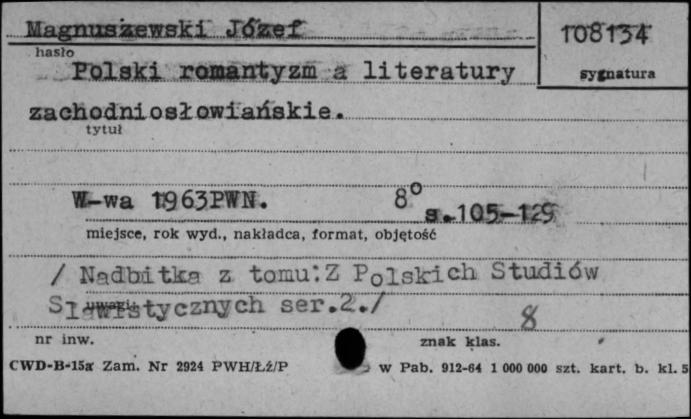 Magnuszewski Józef
108134
hasło
sygnatura
Polski romantyzm a literatury
zachodniosłowiańskie.
tytuł
W-wa 1963PWN. 8° s.105-129
miejsce, rok wyd., nakładca, format, objętość
/ Nadbitka z tomu:Z Polskich Studiów
Slawistycznych ser.2./
uwagi
8
nr inw.
znak klas.
CWD-B-15a Zam. Nr 2924 PWH/Łź/P
w Pab. 912-64 1 000 000 szt. kart. b. kl. 5